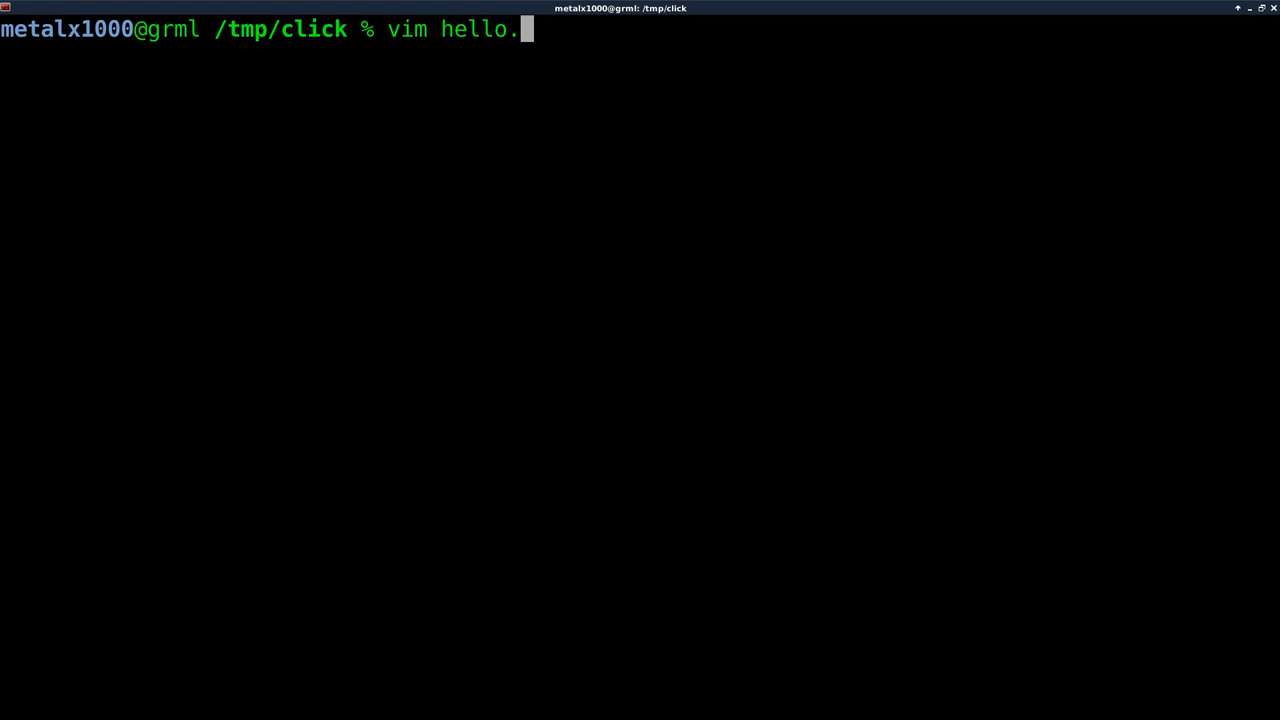 metalx1000@grml: /tmp/click
metalx1000@grml /tmp/click % vim hello.